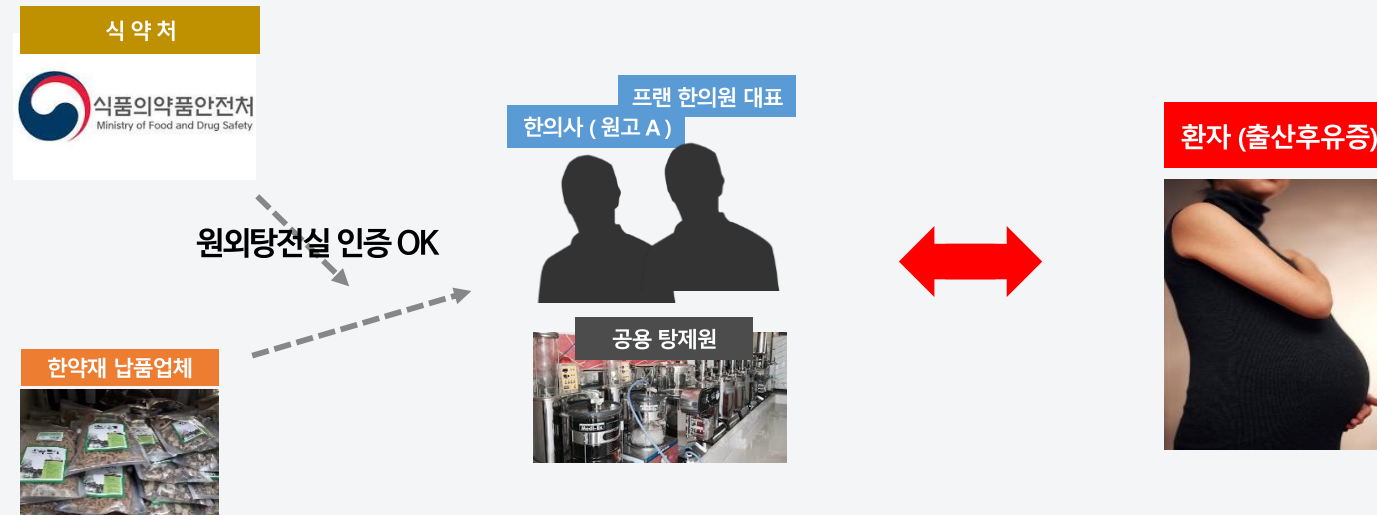 식약처
식품의약품안전처
Ministry of Food and Drug Safety
프랜 한의원 대표
한의사 ( 원고 A )
환자 (출산후유증)
원외탕전실 인증 OK
공용 탕제원
한약재 납품업체